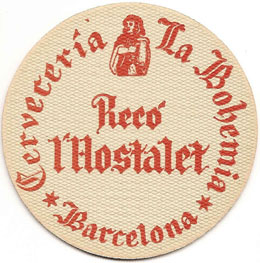 Cervecería La Bohemia
Recó
l'Hostalet
Barcelona